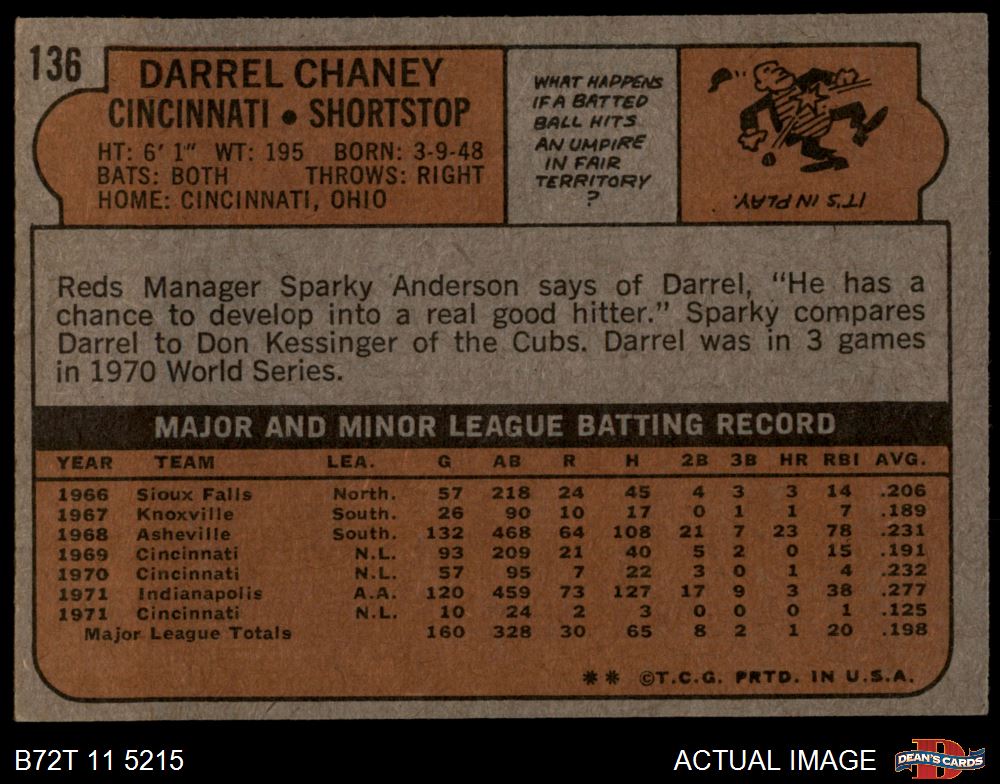 136
DARREL CHANEY
CINCINNATI • SHORTSTOP
HT: 6' 1" WT: 195 BORN: 3-9-48
BATS: BOTH THROWS: RIGHT
HOME: CINCINNATI, OHIO
WHAT HAPPENS
IF A BATTED
BALL HITS
AN UMPIRE
IN FAIR
TERRITORY
?
IT'S IN PLAY.
Reds Manager Sparky Anderson says of Darrel, "He has a
chance to develop into a real good hitter." Sparky compares
Darrel to Don Kessinger of the Cubs. Darrel was in 3 games
in 1970 World Series.
MAJOR AND MINOR LEAGUE BATTING RECORD
YEAR TEAM LEA. G AB R H 2B 3B HR RBI AVG.
1966 Sioux Falls North. 57 218 24 45 4 3 3 14 .206
1967 Knoxville South. 26 90 10 17 0 1 1 7 .189
1968 Asheville South. 132 468 64 108 21 7 23 78 .231
1969 Cincinnati N.L. 93 209 21 40 5 2 0 15 .191
1970 Cincinnati N.L. 57 95 7 22 3 0 1 4 .232
1971 Indianapolis A.A. 120 459 73 127 17 9 3 38 .277
1971 Cincinnati N.L. 10 24 2 3 0 0 0 1 .125
Major League Totals 160 328 30 65 8 2 1 20 .198
** ©T.C.G. PRTD. IN U.S.A.
B72T 11 5215 ACTUAL IMAGE
DEAN'S CARDS